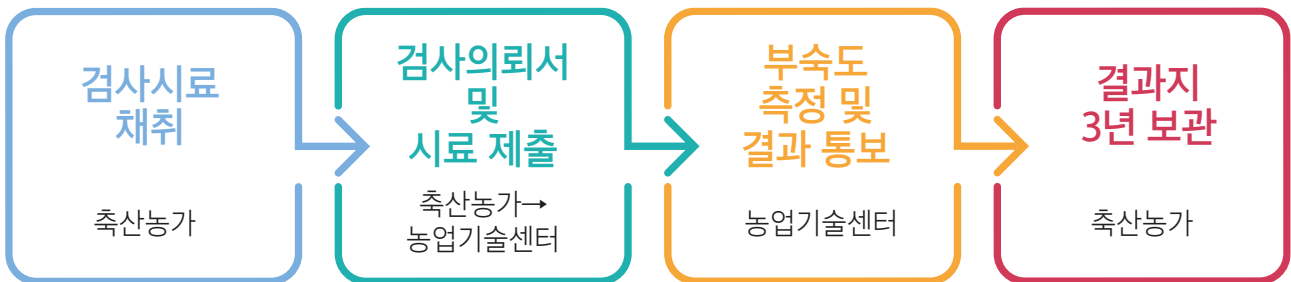 검사시료
채취
축산농가
검사의뢰서
및
시료 제출
축산농가→
농업기술센터
부숙도
측정 및
결과 통보
농업기술센터
결과지
3년 보관
축산농가